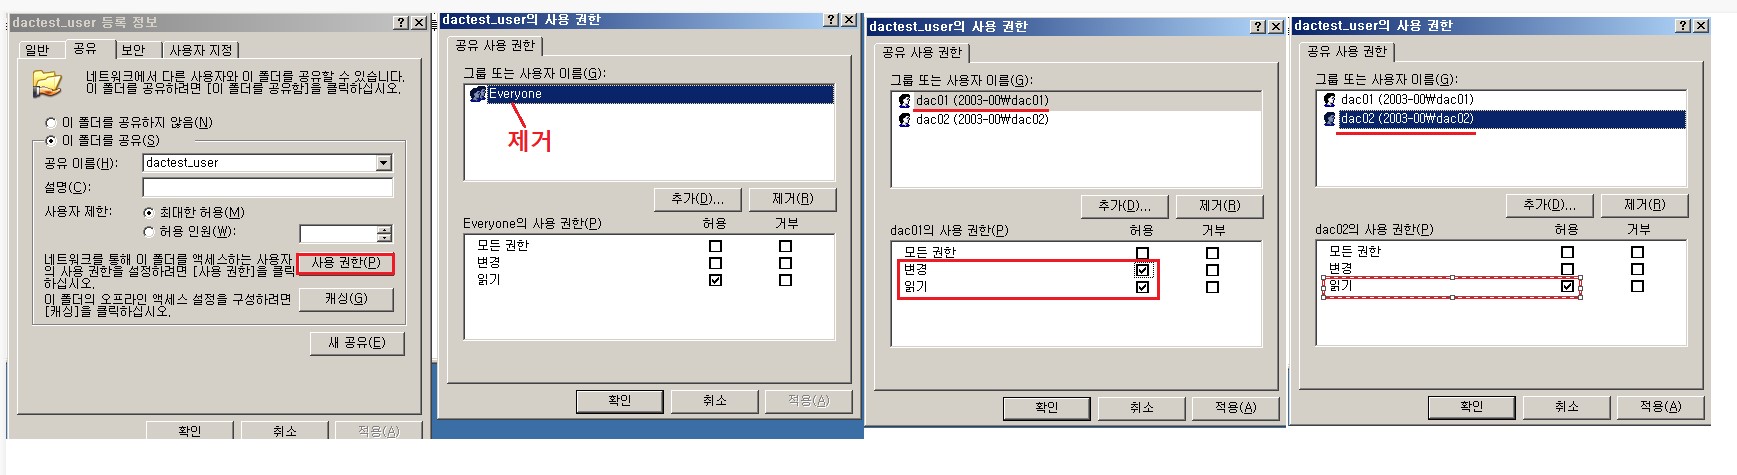 dactest_user 등록 정보
일반 공유 보안 사용자 지정
네트워크에서 다른 사용자와 이 폴더를 공유할 수 있습니다.
이 폴더를 공유하려면 [이 폴더를 공유함]을 클릭하십시오.
이 폴더를 공유하지 않음(N)
이 폴더를 공유(S)
공유 이름(H): dactest_user
설명(C):
사용자 제한: 최대한 허용(M)
허용 인원(W):
네트워크를 통해 이 폴더를 액세스하는 사용자
의 사용 권한을 설정하려면 [사용 권한]을 클릭
하십시오.
사용 권한(P)
이 폴더의 오프라인 액세스 설정을 구성하려면
[캐싱]을 클릭하십시오.
캐싱(G)
새 공유(E)
확인 취소 적용(A)
dactest_user의 사용 권한
공유 사용 권한
그룹 또는 사용자 이름(G):
Everyone
제거
추가(D)... 제거(R)
Everyone의 사용 권한(P) 허용 거부
모든 권한
변경
읽기
확인 취소 적용(A)
dactest_user의 사용 권한
공유 사용 권한
그룹 또는 사용자 이름(G):
dac01 (2003-00₩dac01)
dac02 (2003-00₩dac02)
추가(D)... 제거(R)
dac01의 사용 권한(P) 허용 거부
모든 권한
변경
읽기
확인 취소 적용(A)
dactest_user의 사용 권한
공유 사용 권한
그룹 또는 사용자 이름(G):
dac01 (2003-00₩dac01)
dac02 (2003-00₩dac02)
추가(D)... 제거(R)
dac02의 사용 권한(P) 허용 거부
모든 권한
변경
읽기
확인 취소 적용(A)